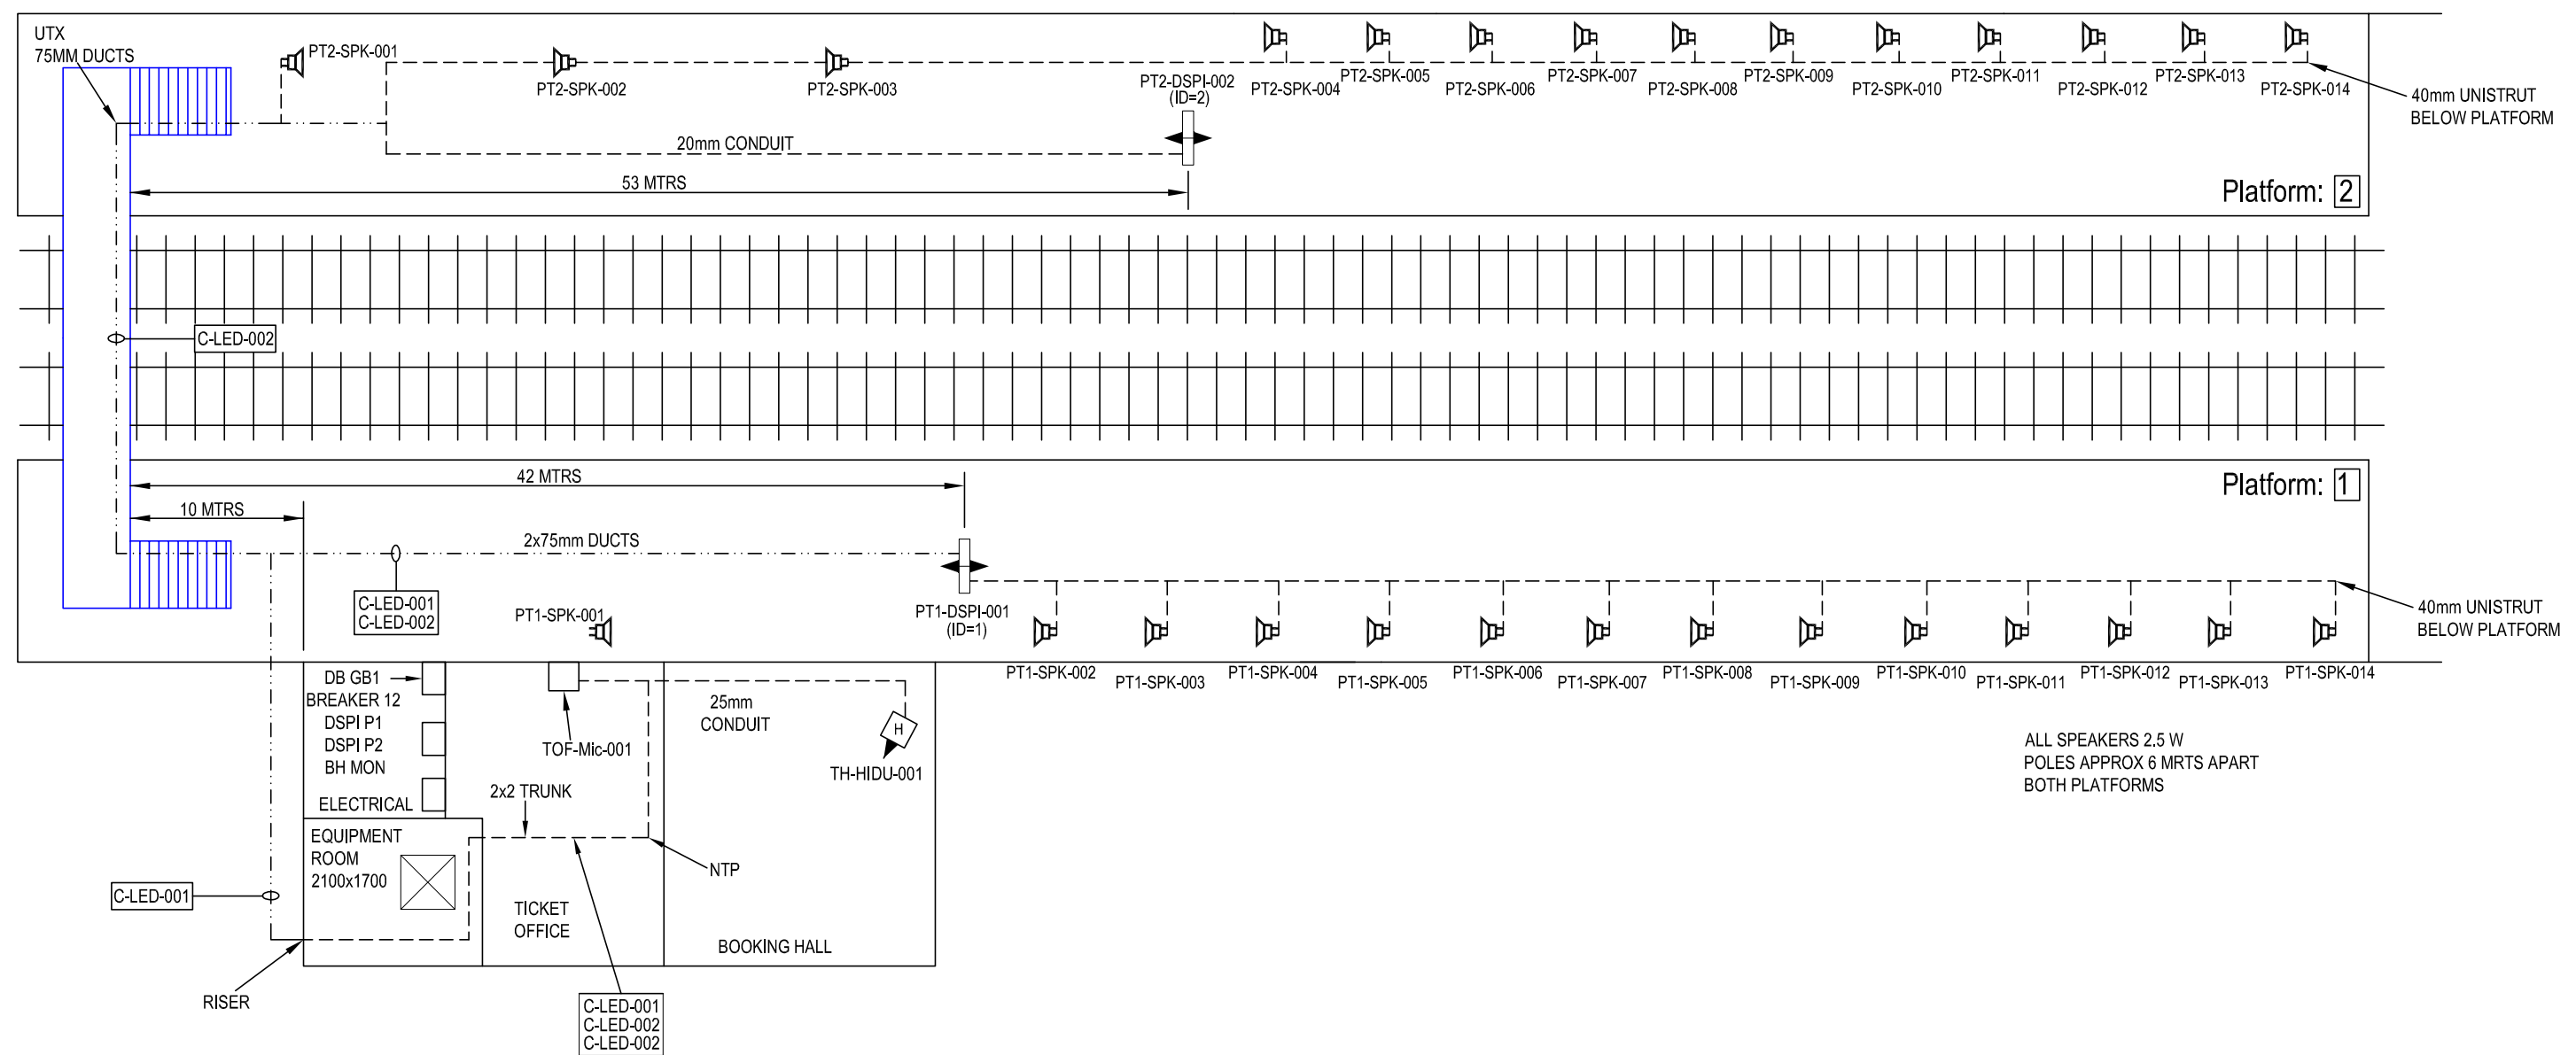 UTX
75MM DUCTS
PT2-SPK-001
PT2-SPK-002
PT2-SPK-003
PT2-DSPI-002
(ID=2)
PT2-SPK-004
PT2-SPK-005
PT2-SPK-006
PT2-SPK-007
PT2-SPK-008
PT2-SPK-009
PT2-SPK-010
PT2-SPK-011
PT2-SPK-012
PT2-SPK-013
PT2-SPK-014
40mm UNISTRUT
BELOW PLATFORM
20mm CONDUIT
53 MTRS
Platform: 2
C-LED-002
42 MTRS
Platform: 1
10 MTRS
2x75mm DUCTS
C-LED-001
C-LED-002
PT1-SPK-001
PT1-DSPI-001
(ID=1)
40mm UNISTRUT
BELOW PLATFORM
PT1-SPK-002
PT1-SPK-003
PT1-SPK-004
PT1-SPK-005
PT1-SPK-006
PT1-SPK-007
PT1-SPK-008
PT1-SPK-009
PT1-SPK-010
PT1-SPK-011
PT1-SPK-012
PT1-SPK-013
PT1-SPK-014
DB GB1
BREAKER 12
DSPI P1
DSPI P2
BH MON
ELECTRICAL
TOF-Mic-001
25mm
CONDUIT
H
TH-HIDU-001
ALL SPEAKERS 2.5 W
POLES APPROX 6 MRTS APART
BOTH PLATFORMS
2x2 TRUNK
EQUIPMENT
ROOM
2100x1700
NTP
C-LED-001
TICKET
OFFICE
BOOKING HALL
RISER
C-LED-001
C-LED-002
C-LED-002